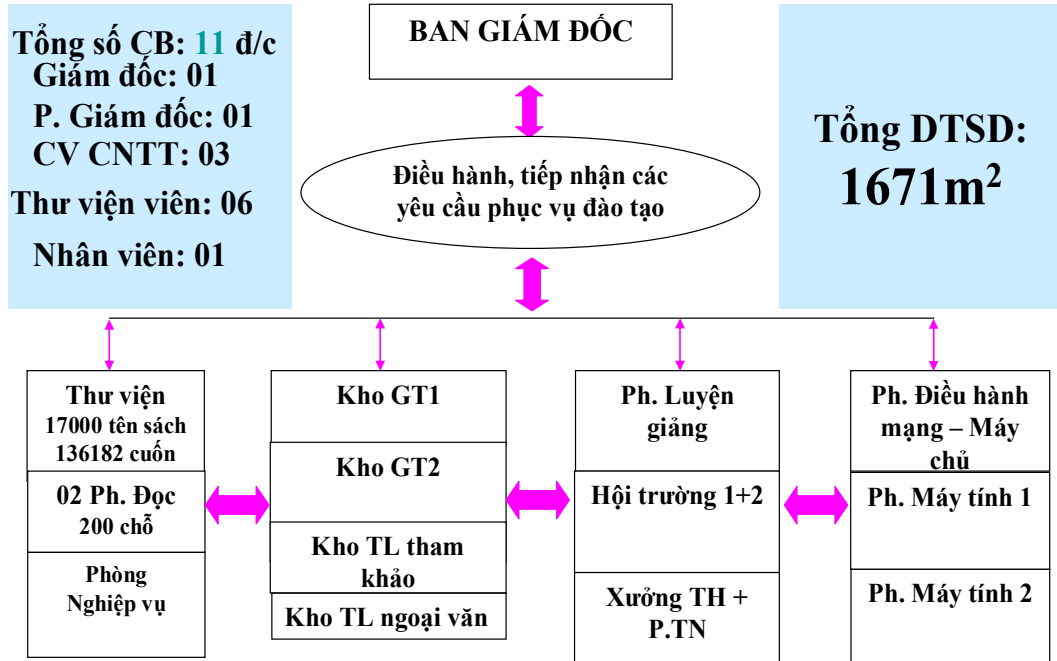 Tổng số CB: 11 đ/c
Giám đốc: 01
P. Giám đốc: 01
CV CNTT: 03
Thư viện viên: 06
Nhân viên: 01
BAN GIÁM ĐỐC
Điều hành, tiếp nhận các
yêu cầu phục vụ đào tạo
Tổng DTSD:
1671m²
Thư viện
17000 tên sách
136182 cuốn
02 Ph. Đọc
200 chỗ
Phòng
Nghiệp vụ
Kho GT1
Kho GT2
Kho TL tham
khảo
Kho TL ngoại văn
Ph. Luyện
giảng
Hội trường 1+2
Xưởng TH +
P.TN
Ph. Điều hành
mạng – Máy
chủ
Ph. Máy tính 1
Ph. Máy tính 2